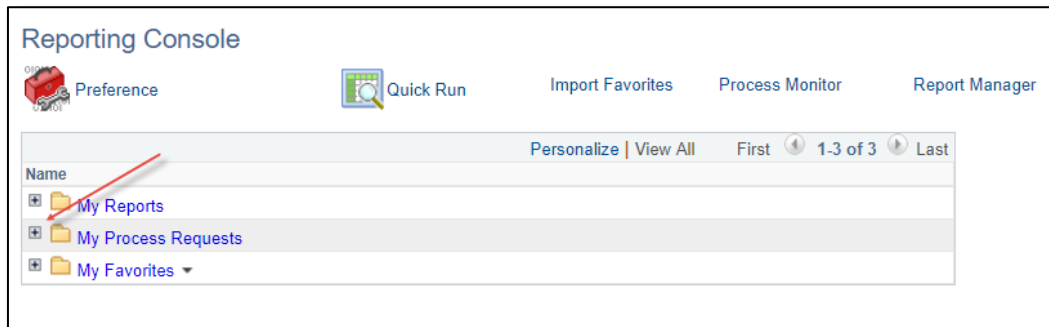 Reporting Console
Preference Quick Run Import Favorites Process Monitor Report Manager
Personalize | View All First 1-3 of 3 Last
Name
My Reports
My Process Requests
My Favorites